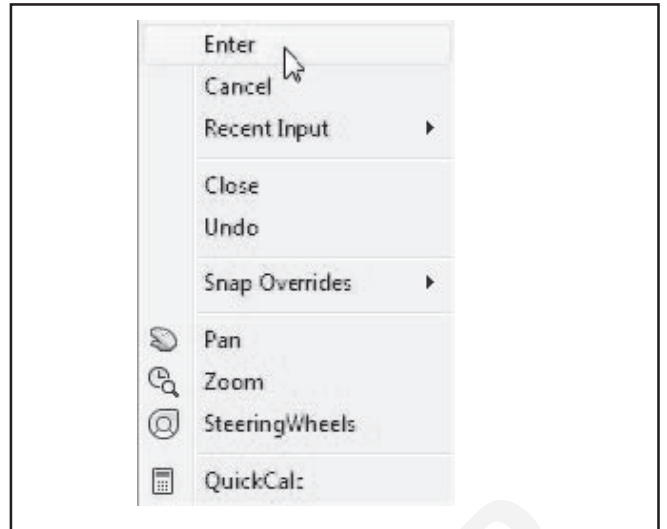 Enter
Cancel
Recent Input
Close
Undo
Snap Overrides
Pan
Zoom
SteeringWheels
QuickCalc